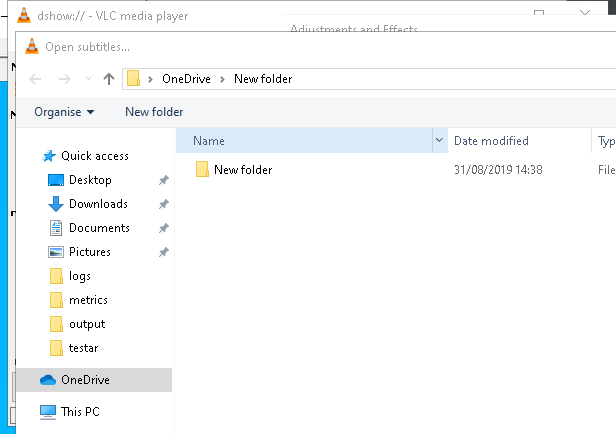 dshow:// - VLC media player
Adjustments and Effects
Open subtitles...
OneDrive > New folder
Organise New folder
Name Date modified Typ
Quick access
New folder 31/08/2019 14:38 File
Desktop
Downloads
Documents
Pictures
logs
metrics
output
testar
OneDrive
This PC